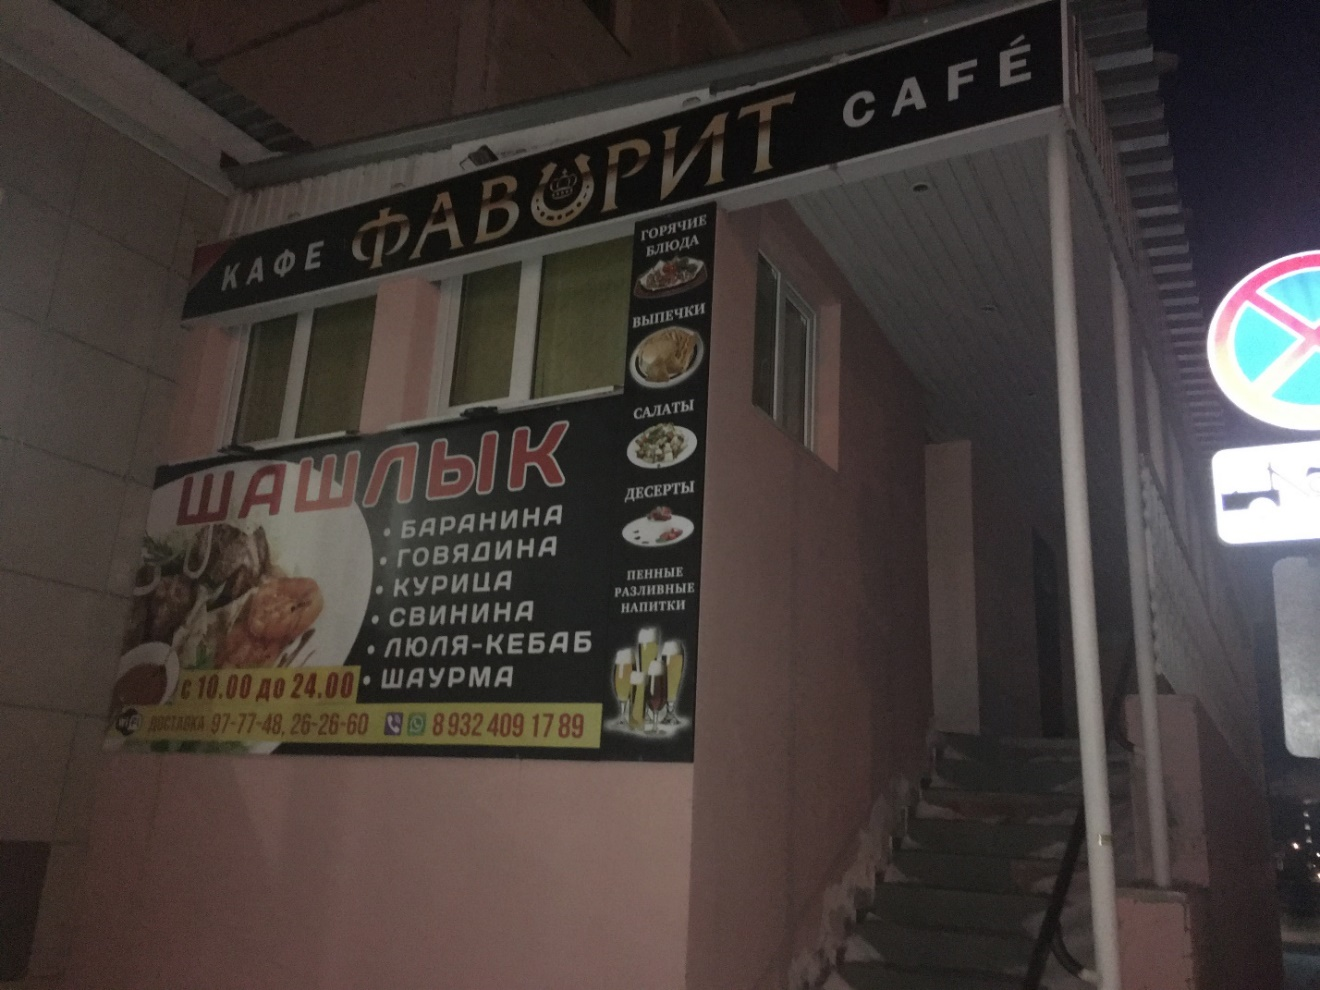 КАФЕ ФАВОРИТ CAFÉ
ГОРЯЧИЕ
БЛЮДА
ВЫПЕЧКИ
САЛАТЫ
ДЕСЕРТЫ
ПЕННЫЕ
РАЗЛИВНЫЕ
НАПИТКИ
ШАШЛЫК
• БАРАНИНА
• ГОВЯДИНА
• КУРИЦА
• СВИНИНА
• ЛЮЛЯ-КЕБАБ
• ШАУРМА
с 10.00 до 24.00
ДОСТАВКА 97-77-48, 26-26-60 8 932 409 17 89